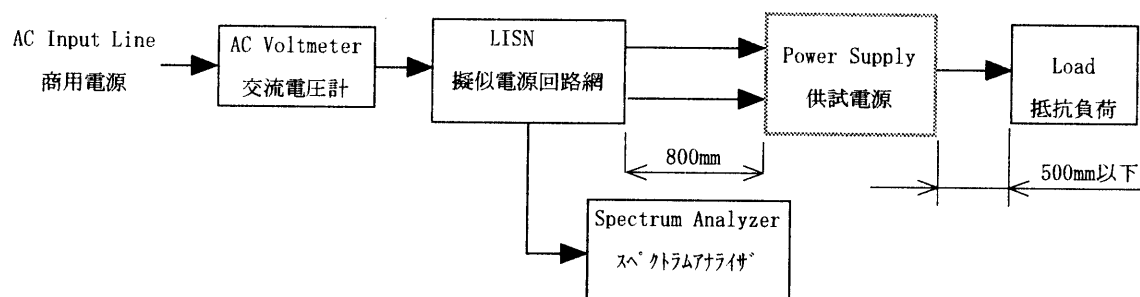 AC Input Line
商用電源
AC Voltmeter
交流電圧計
LISN
擬似電源回路網
Power Supply
供試電源
Load
抵抗負荷
800mm
500mm以下
Spectrum Analyzer
ｽﾍﾟｸﾄﾗﾑｱﾅﾗｲｻﾞ